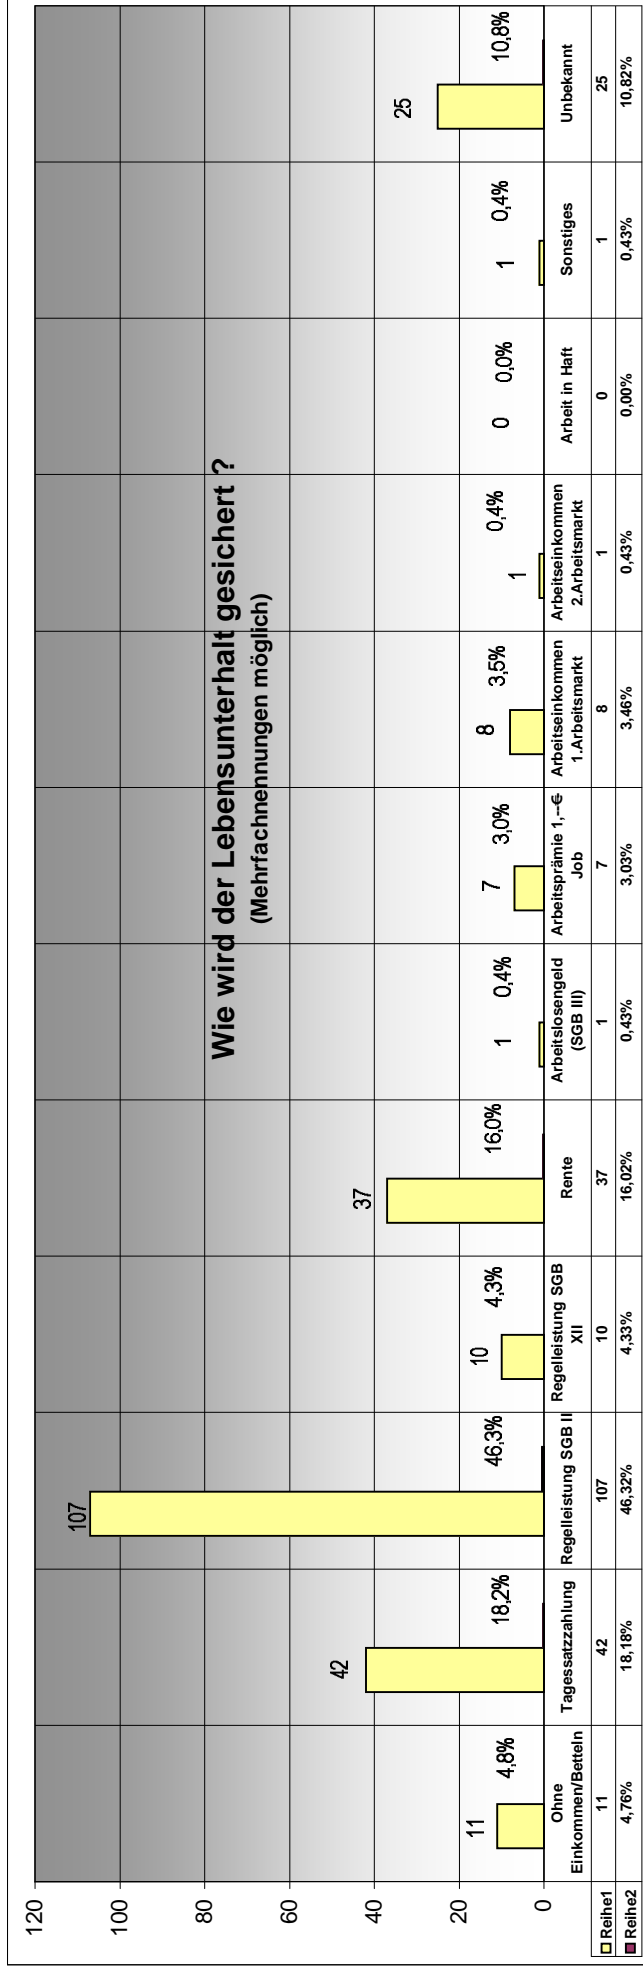 Wie wird der Lebensunterhalt gesichert ?
(Mehrfachnennungen möglich)
120
100
80
60
40
20
0
11 4,8%
42 18,2%
107 46,3%
10 4,3%
37 16,0%
1 0,4%
7 3,0%
8 3,5%
1 0,4%
0 0,0%
1 0,4%
25 10,8%
Ohne
Einkommen/Betteln
Tagessatzzahlung
Regelleistung SGB II
Regelleistung SGB
XII
Rente
Arbeitslosengeld
(SGB III)
Arbeitsprämie 1,--€
Job
Arbeitseinkommen
1.Arbeitsmarkt
Arbeitseinkommen
2.Arbeitsmarkt
Arbeit in Haft
Sonstiges
Unbekannt
Reihe1 11 42 107 10 37 1 7 8 1 0 1 25
Reihe2 4,76% 18,18% 46,32% 4,33% 16,02% 0,43% 3,03% 3,46% 0,43% 0,00% 0,43% 10,82%